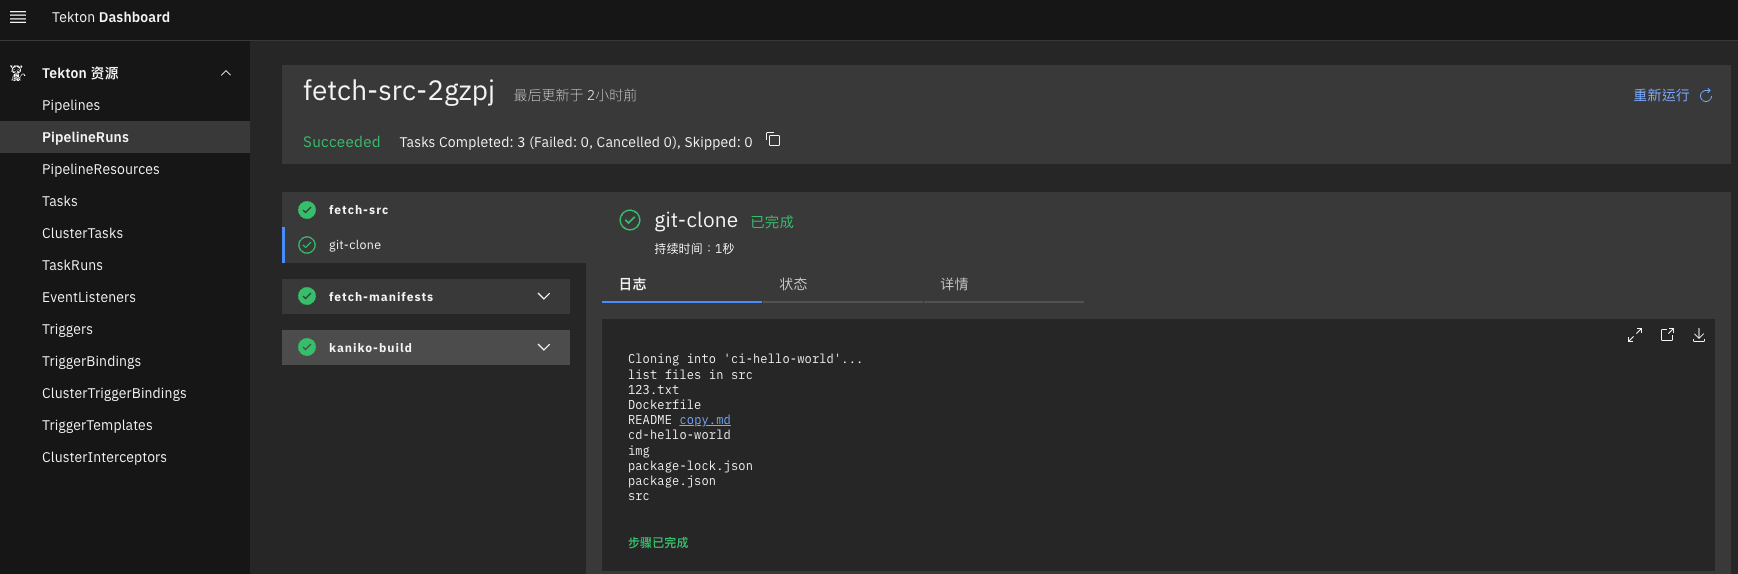 Tekton Dashboard
Tekton 资源
Pipelines
PipelineRuns
PipelineResources
Tasks
ClusterTasks
TaskRuns
EventListeners
Triggers
TriggerBindings
ClusterTriggerBindings
TriggerTemplates
ClusterInterceptors
fetch-src-2gzpj 最后更新于 2小时前
重新运行
Succeeded Tasks Completed: 3 (Failed: 0, Cancelled 0), Skipped: 0
fetch-src
git-clone
fetch-manifests
kaniko-build
git-clone 已完成
持续时间：1秒
日志 状态 详情
Cloning into 'ci-hello-world'...
list files in src
123.txt
Dockerfile
README copy.md
cd-hello-world
img
package-lock.json
package.json
src
步骤已完成